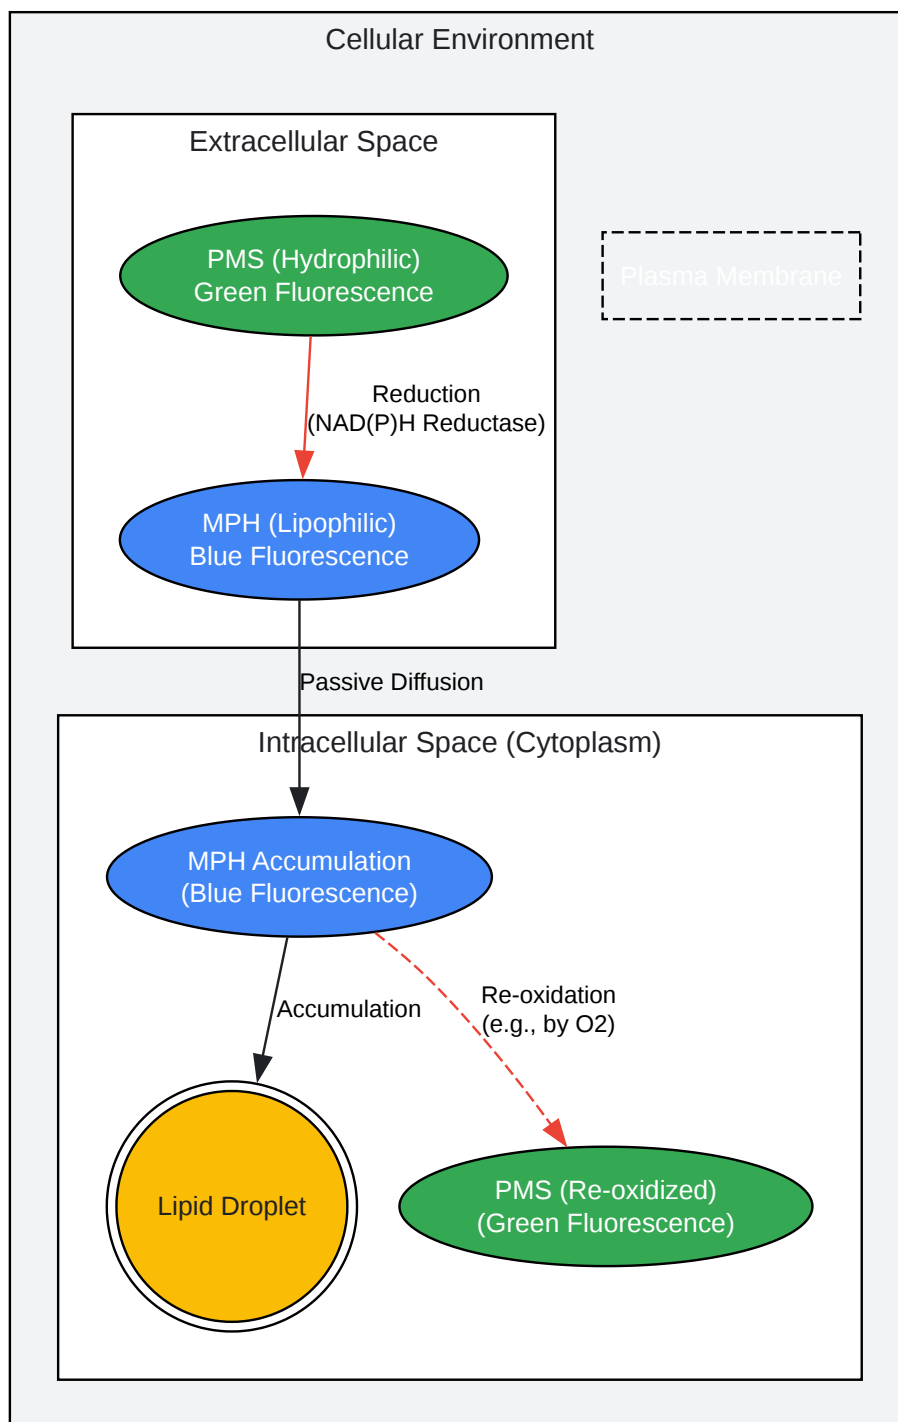 Cellular Environment
Extracellular Space
PMS (Hydrophilic)
Green Fluorescence
Plasma Membrane
Reduction
(NAD(P)H Reductase)
MPH (Lipophilic)
Blue Fluorescence
Passive Diffusion
Intracellular Space (Cytoplasm)
MPH Accumulation
(Blue Fluorescence)
Accumulation
Re-oxidation
(e.g., by O2)
Lipid Droplet
PMS (Re-oxidized)
(Green Fluorescence)